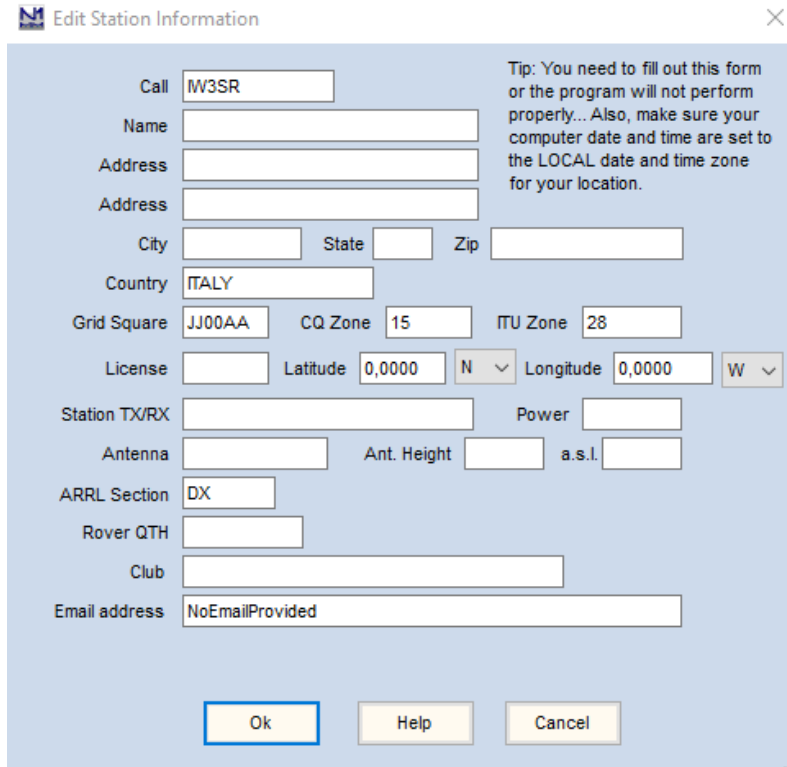 N1
Edit Station Information
Tip: You need to fill out this form
or the program will not perform
properly... Also, make sure your
computer date and time are set to
the LOCAL date and time zone
for your location.
Call IW3SR
Name
Address
Address
City State Zip
Country ITALY
Grid Square JJ00AA CQ Zone 15 ITU Zone 28
License Latitude 0,0000 N Longitude 0,0000 W
Station TX/RX Power
Antenna Ant. Height a.s.l.
ARRL Section DX
Rover QTH
Club
Email address NoEmailProvided
Ok Help Cancel